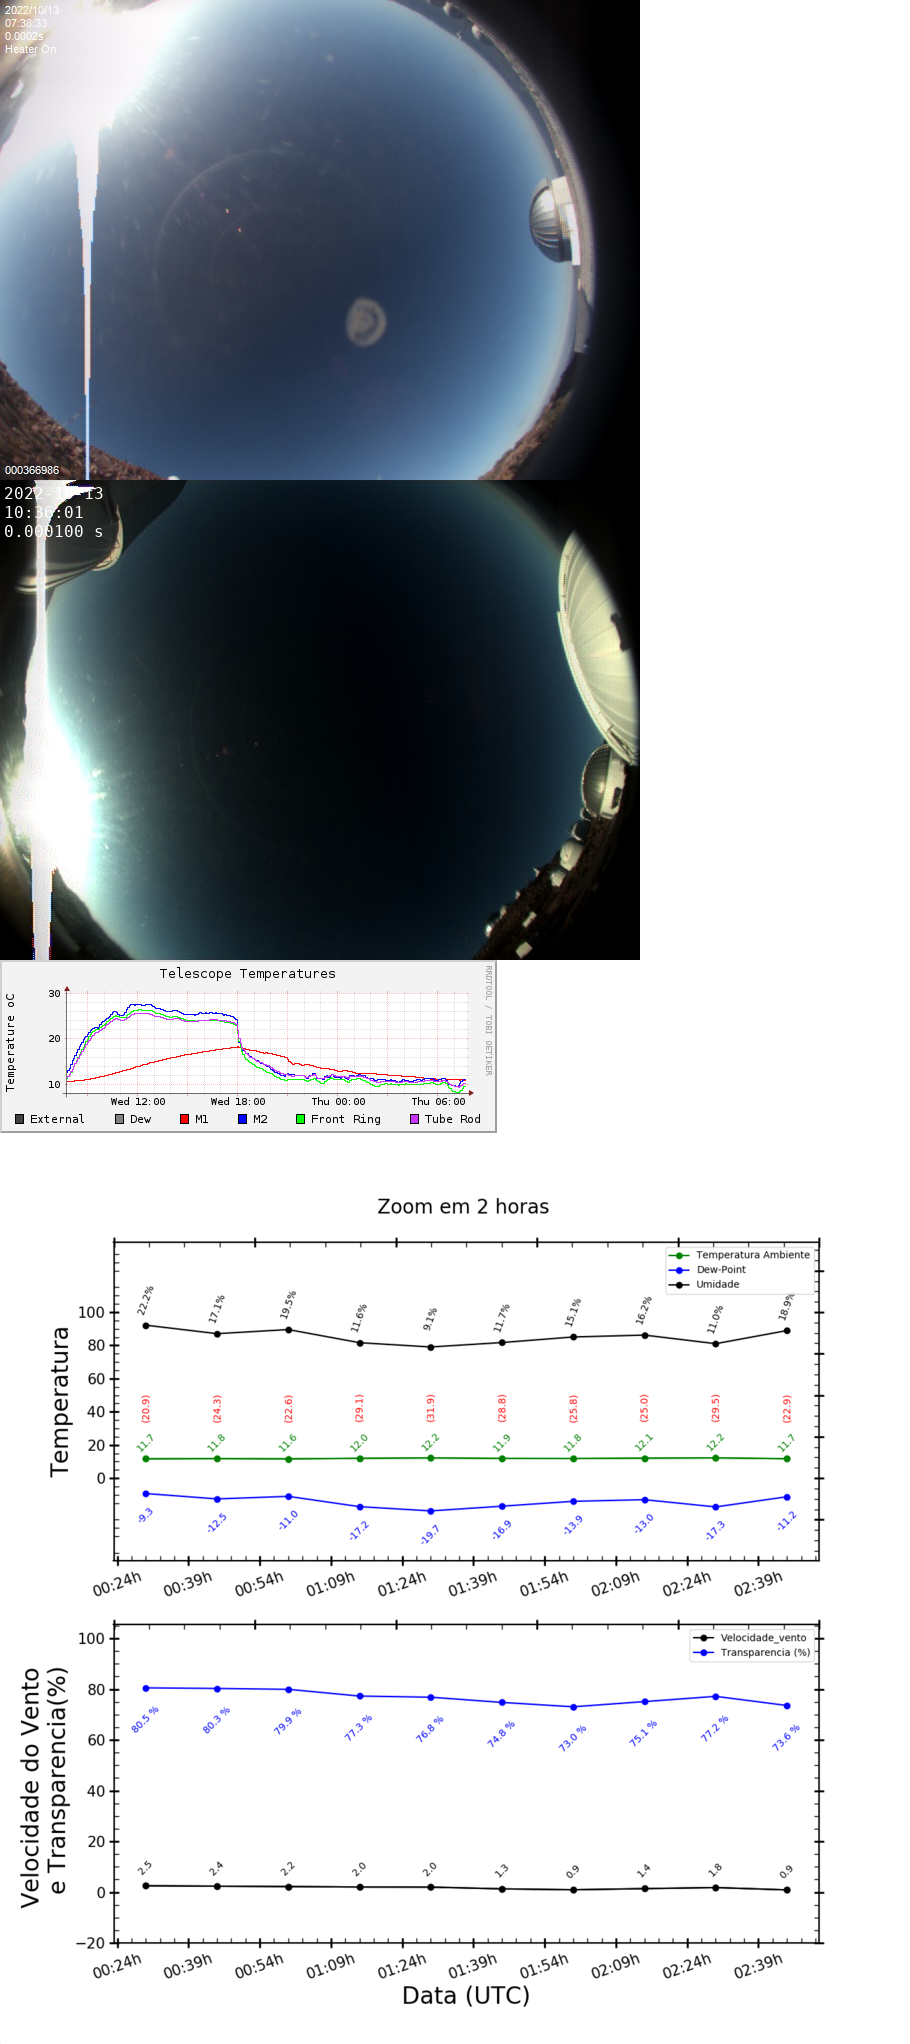 2022/10/13
07:38:33
0.0002s
Heater On
000366986
2022-10-13
10:36:01
0.000100 s
Telescope Temperatures
RRDTOOL / TOBI OETIKER
Temperature oC
30
20
10
Wed 12:00 Wed 18:00 Thu 00:00 Thu 06:00
External Dew M1 M2 Front Ring Tube Rod
Zoom em 2 horas
Temperatura Ambiente
Dew-Point
Umidade
Temperatura
100
80
60
40
20
0
22.2% 17.1% 19.5% 11.6% 9.1% 11.7% 15.1% 16.2% 11.0% 18.9%
(20.9) (24.3) (22.6) (29.1) (31.9) (28.8) (25.8) (25.0) (29.5) (22.9)
11.7 11.8 11.6 12.0 12.2 11.9 11.8 12.1 12.2 11.7
-9.3 -12.5 -11.0 -17.2 -19.7 -16.9 -13.9 -13.0 -17.3 -11.2
00:24h 00:39h 00:54h 01:09h 01:24h 01:39h 01:54h 02:09h 02:24h 02:39h
Velocidade_vento
Transparencia (%)
Velocidade do Vento
e Transparencia(%)
100
80
60
40
20
0
−20
80.5 % 80.3 % 79.9 % 77.3 % 76.8 % 74.8 % 73.0 % 75.1 % 77.2 % 73.6 %
2.5 2.4 2.2 2.0 2.0 1.3 0.9 1.4 1.8 0.9
00:24h 00:39h 00:54h 01:09h 01:24h 01:39h 01:54h 02:09h 02:24h 02:39h
Data (UTC)